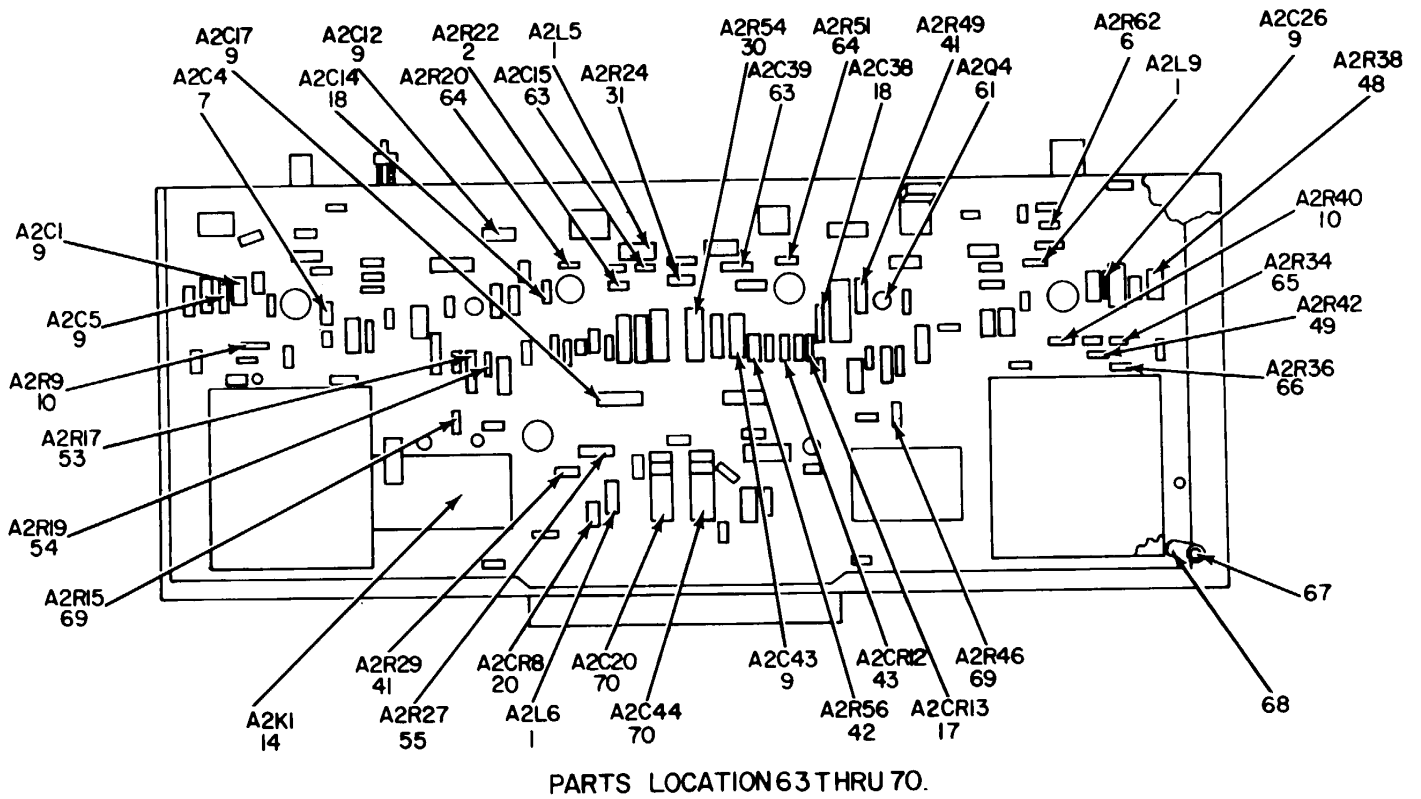 A2C17
9
A2C12
9
A2R22
2
A2L5
1
A2R54
30
A2R51
64
A2R49
41
A2R62
6
A2C26
9
A2C4
7
A2C14
18
A2R20
64
A2C15
63
A2R24
31
A2C39
63
A2C38
18
A2Q4
61
A2L9
1
A2R38
48
A2R40
10
A2C1
9
A2R34
65
A2C5
9
A2R42
49
A2R9
10
A2R36
66
A2R17
53
A2R19
54
A2R15
69
67
A2R29
41
A2CR8
20
A2C20
70
A2C43
9
A2CR12
43
A2R46
69
68
A2K1
14
A2R27
55
A2L6
1
A2C44
70
A2R56
42
A2CR13
17
PARTS LOCATION 63 THRU 70.